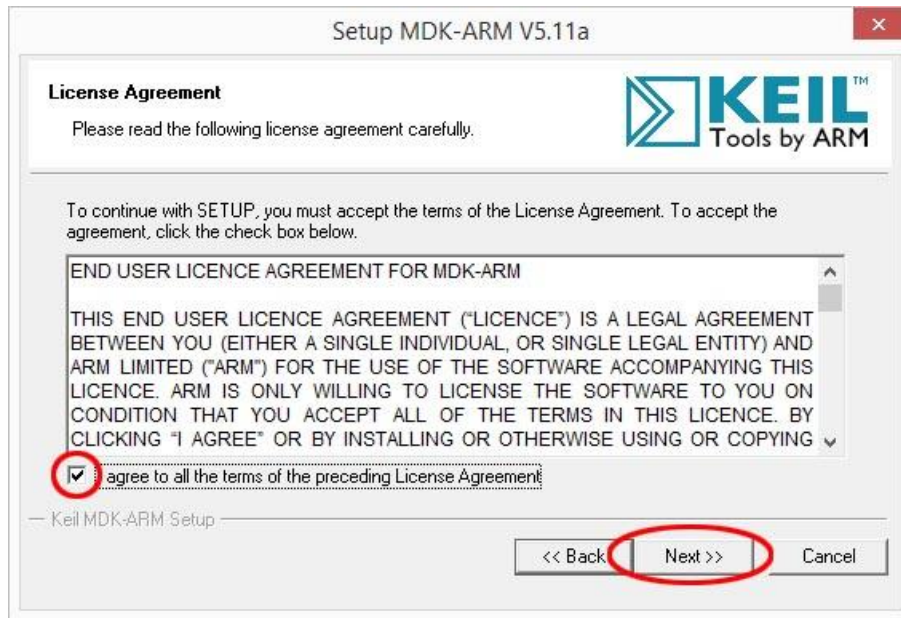 Setup MDK-ARM V5.11a
License Agreement
Please read the following license agreement carefully.
KEIL™
Tools by ARM
To continue with SETUP, you must accept the terms of the License Agreement. To accept the
agreement, click the check box below.
END USER LICENCE AGREEMENT FOR MDK-ARM
THIS END USER LICENCE AGREEMENT ("LICENCE") IS A LEGAL AGREEMENT
BETWEEN YOU (EITHER A SINGLE INDIVIDUAL, OR SINGLE LEGAL ENTITY) AND
ARM LIMITED ("ARM") FOR THE USE OF THE SOFTWARE ACCOMPANYING THIS
LICENCE. ARM IS ONLY WILLING TO LICENSE THE SOFTWARE TO YOU ON
CONDITION THAT YOU ACCEPT ALL OF THE TERMS IN THIS LICENCE. BY
CLICKING "I AGREE" OR BY INSTALLING OR OTHERWISE USING OR COPYING
I agree to all the terms of the preceding License Agreement
Keil MDK-ARM Setup
<< Back
Next >>
Cancel